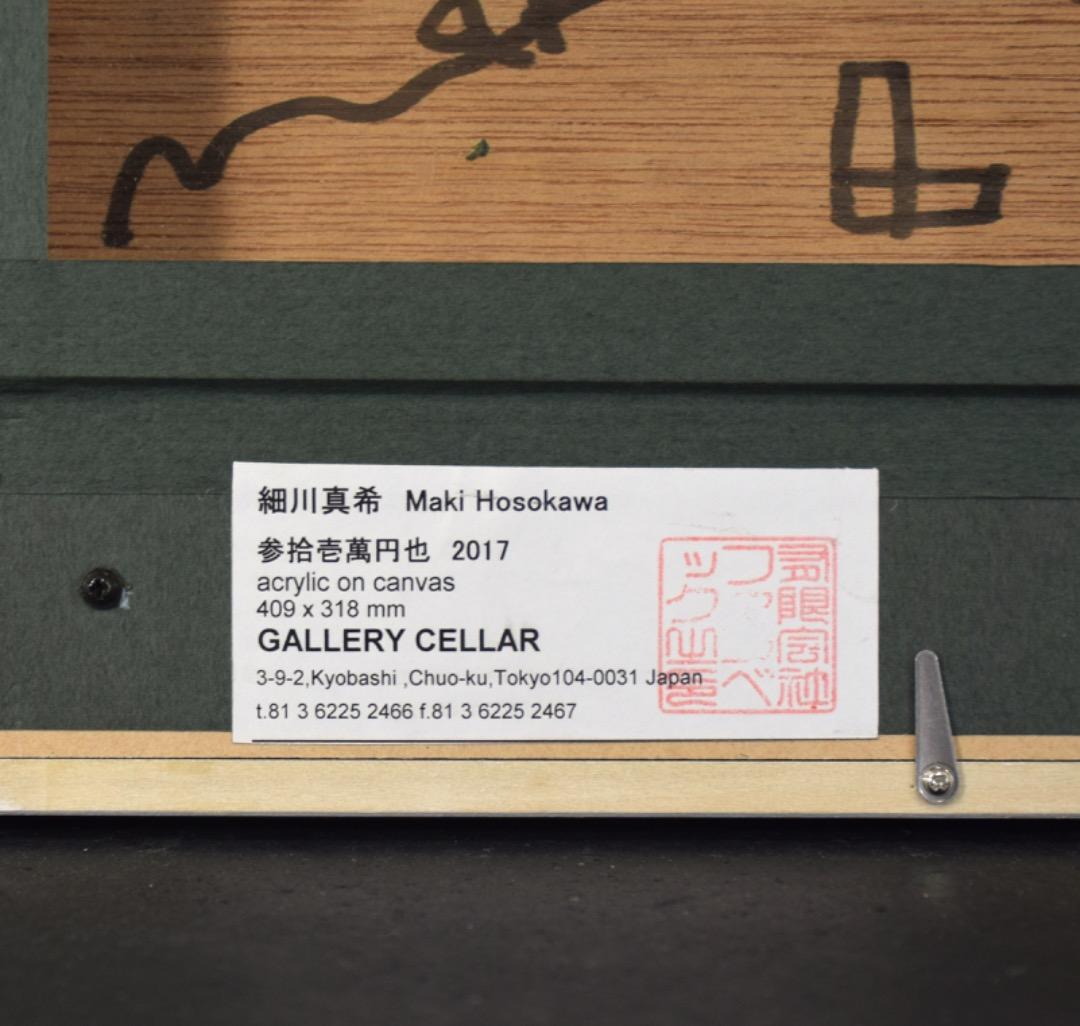 細川真希 Maki Hosokawa
参拾壱萬円也 2017
acrylic on canvas
409 x 318 mm
GALLERY CELLAR
3-9-2,Kyobashi ,Chuo-ku,Tokyo104-0031 Japan
t.81 3 6225 2466 f.81 3 6225 2467